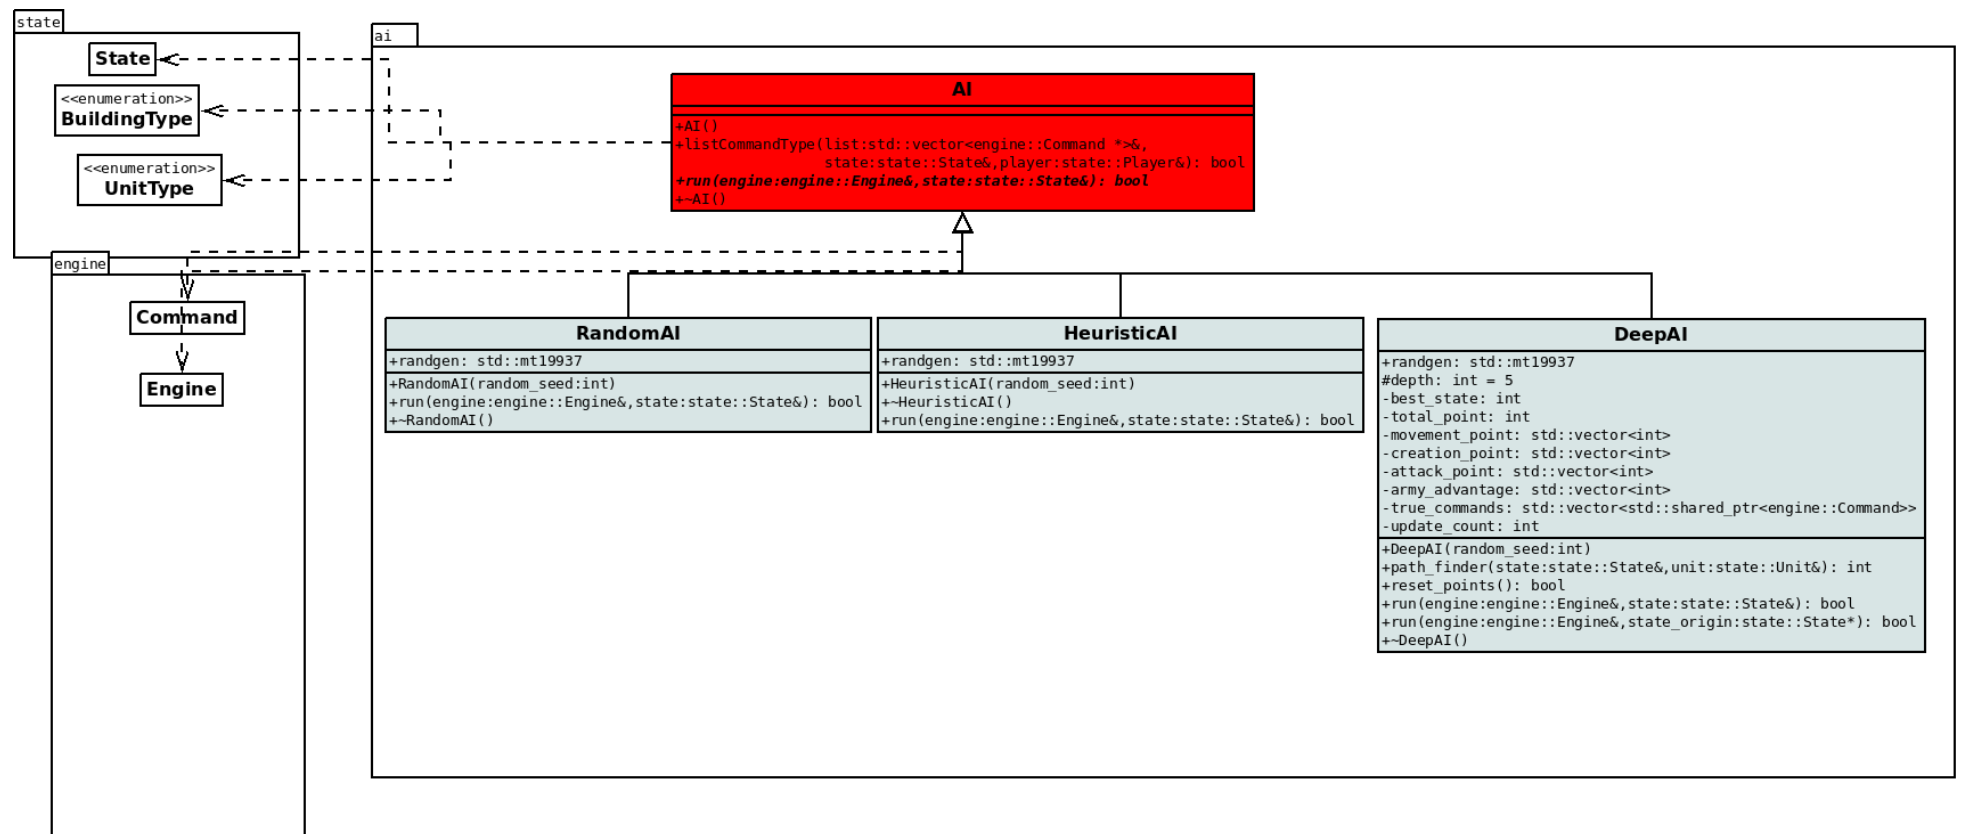 state
State
<<enumeration>>
BuildingType
<<enumeration>>
UnitType
engine
Command
Engine
ai
AI
+AI()
+listCommandType(list:std::vector<engine::Command *>&,
state:state::State&,player:state::Player&): bool
+run(engine:engine::Engine&,state:state::State&): bool
+~AI()
RandomAI
+randgen: std::mt19937
+RandomAI(random_seed:int)
+run(engine:engine::Engine&,state:state::State&): bool
+~RandomAI()
HeuristicAI
+randgen: std::mt19937
+HeuristicAI(random_seed:int)
+~HeuristicAI()
+run(engine:engine::Engine&,state:state::State&): bool
DeepAI
+randgen: std::mt19937
#depth: int = 5
-best_state: int
-total_point: int
-movement_point: std::vector<int>
-creation_point: std::vector<int>
-attack_point: std::vector<int>
-army_advantage: std::vector<int>
-true_commands: std::vector<std::shared_ptr<engine::Command>>
-update_count: int
+DeepAI(random_seed:int)
+path_finder(state:state::State&,unit:state::Unit&): int
+reset_points(): bool
+run(engine:engine::Engine&,state:state::State&): bool
+run(engine:engine::Engine&,state_origin:state::State*): bool
+~DeepAI()